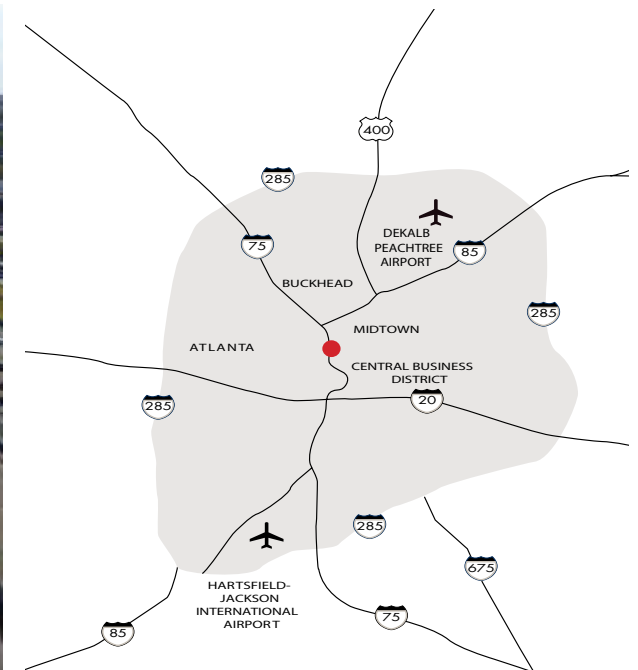 400
285
75
DEKALB
PEACHTREE
AIRPORT
85
BUCKHEAD
285
MIDTOWN
ATLANTA
CENTRAL BUSINESS
DISTRICT
285
20
285
675
HARTSFIELD-
JACKSON
INTERNATIONAL
AIRPORT
75
85